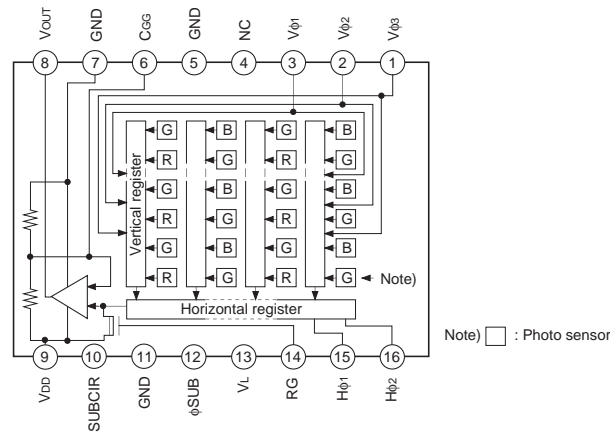 VOUT GND CGG GND NC Vϕ1 Vϕ2 Vϕ3
8 7 6 5 4 3 2 1
G B G B
R G R G
G B G B
R G R G
G B G B
R G R G
Vertical register
Note)
Horizontal register
Note) : Photo sensor
9 10 11 12 13 14 15 16
VDD SUBCIR GND ϕSUB VL RG Hϕ1 Hϕ2